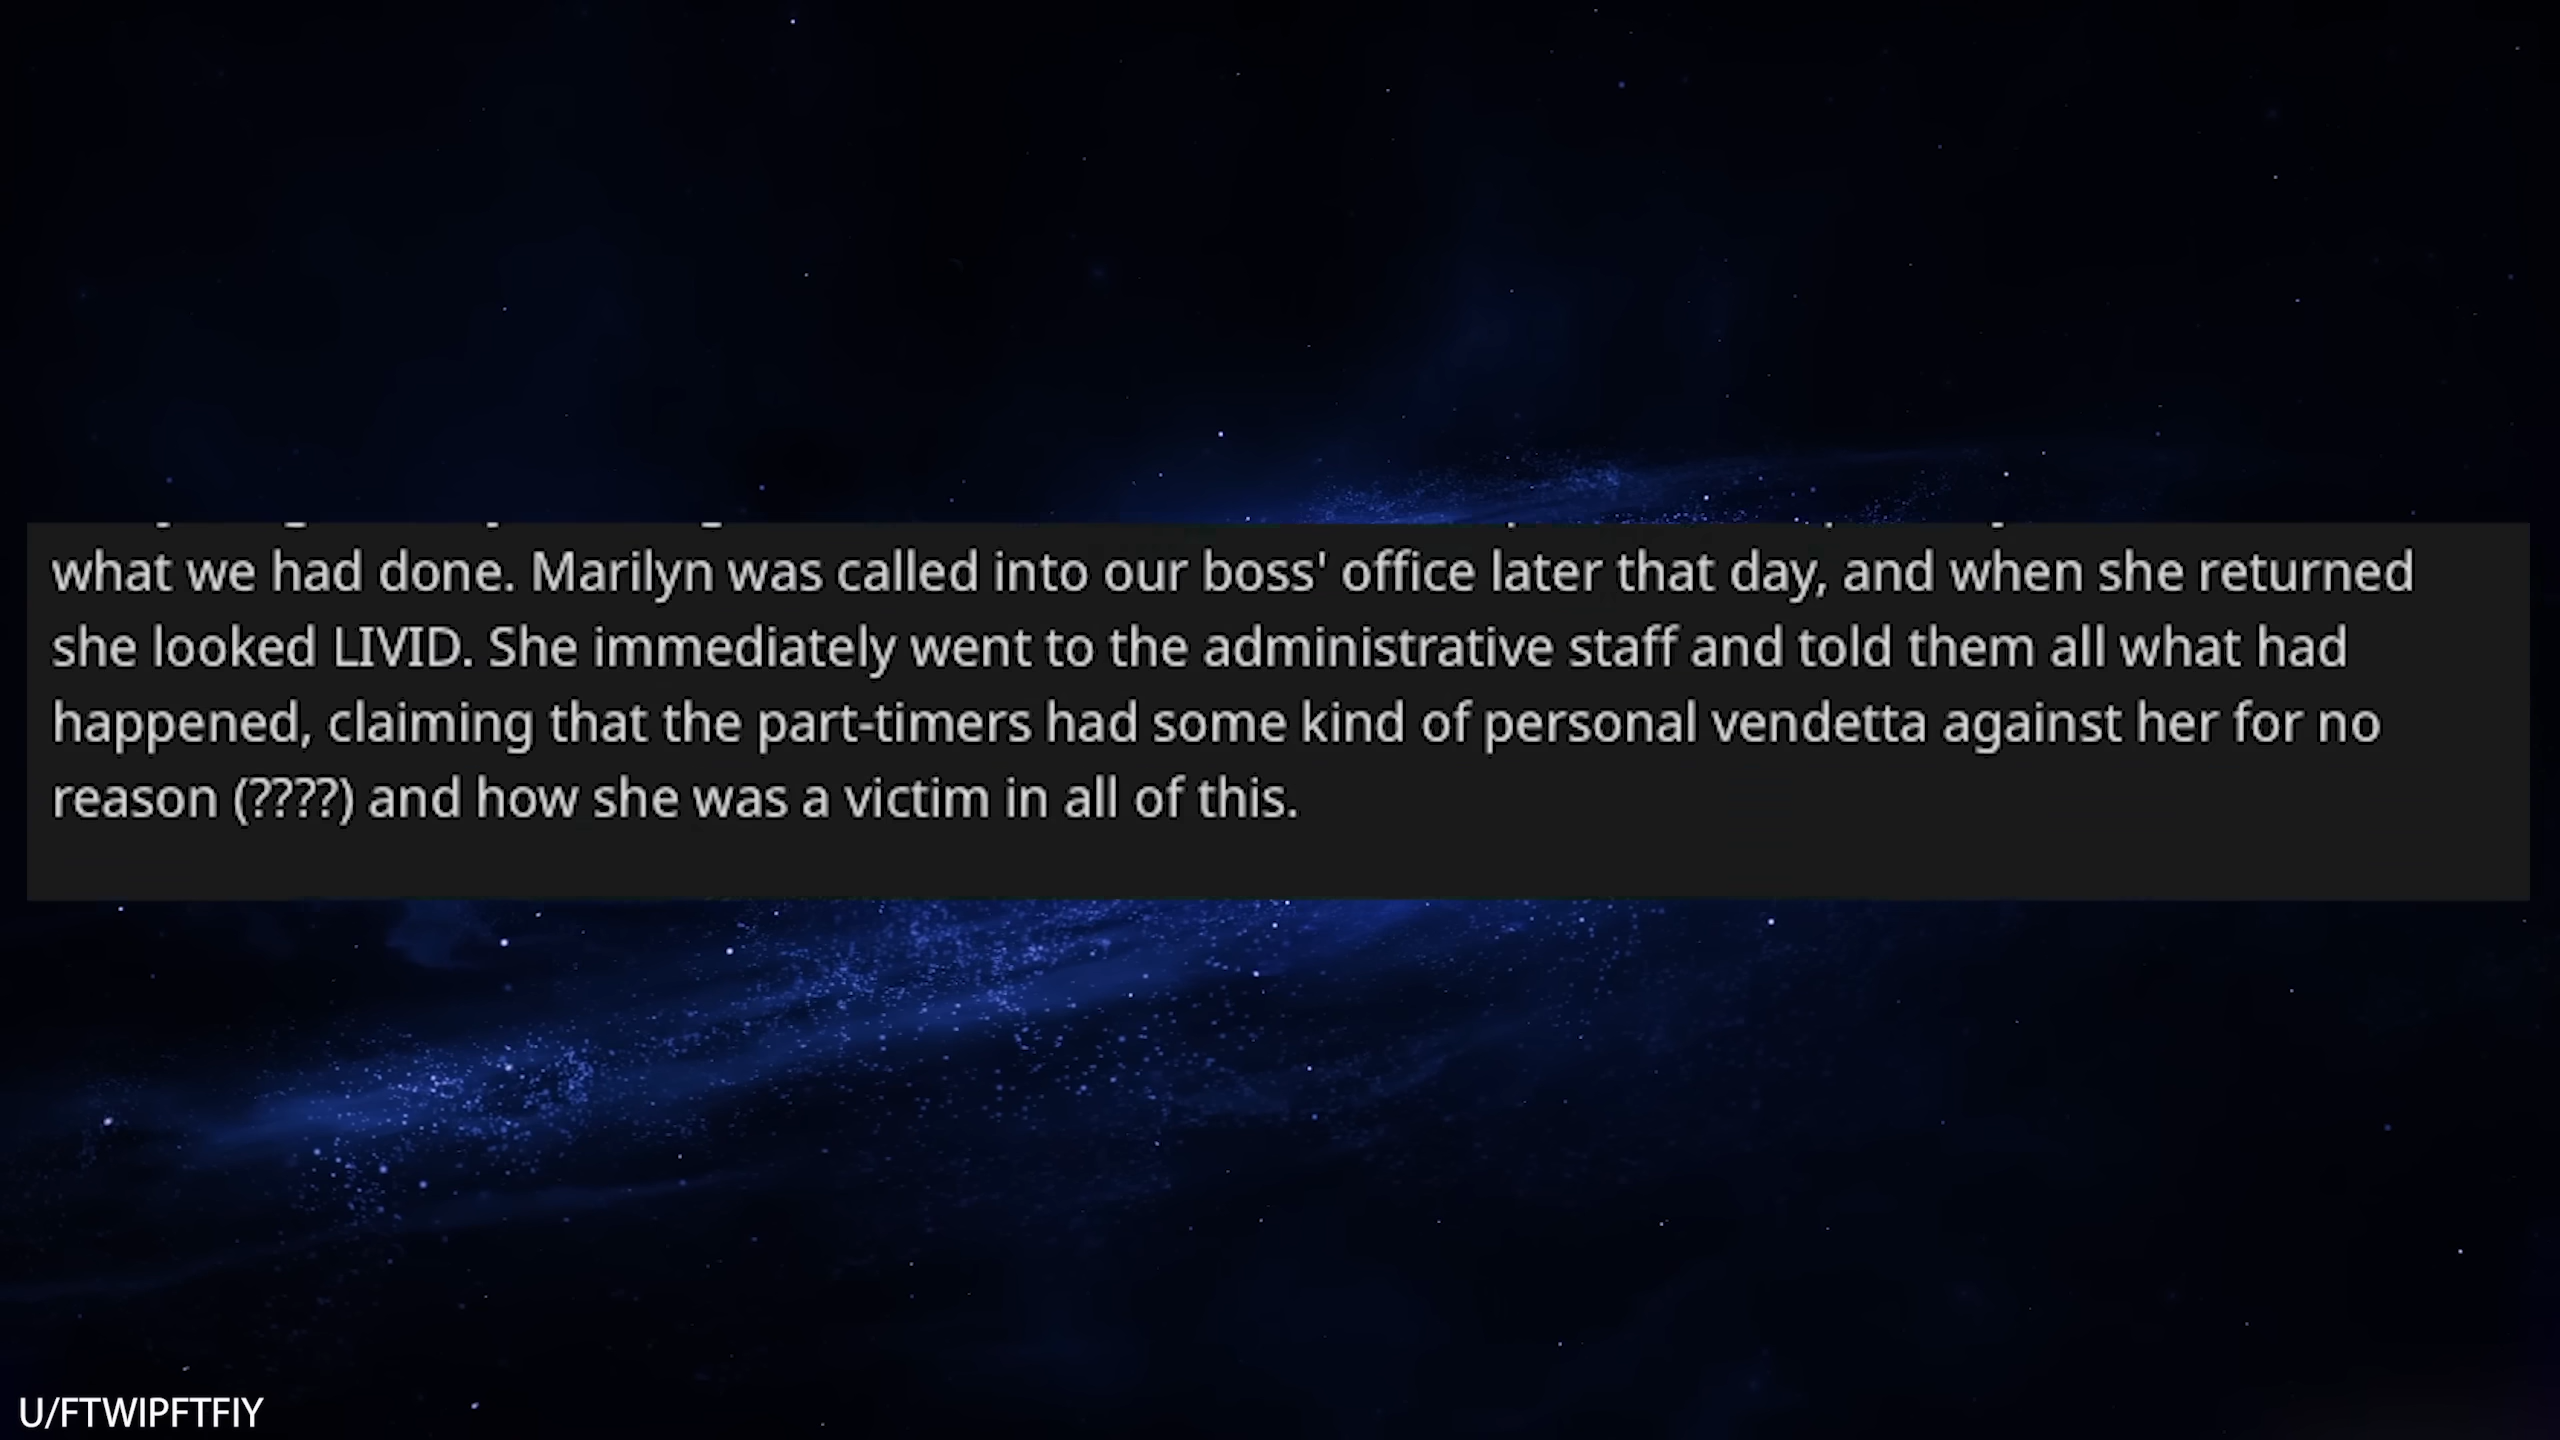 what we had done. Marilyn was called into our boss' office later that day, and when she returned
she looked LIVID. She immediately went to the administrative staff and told them all what had
happened, claiming that the part-timers had some kind of personal vendetta against her for no
reason (????) and how she was a victim in all of this.
U/FTWIPFTFIY